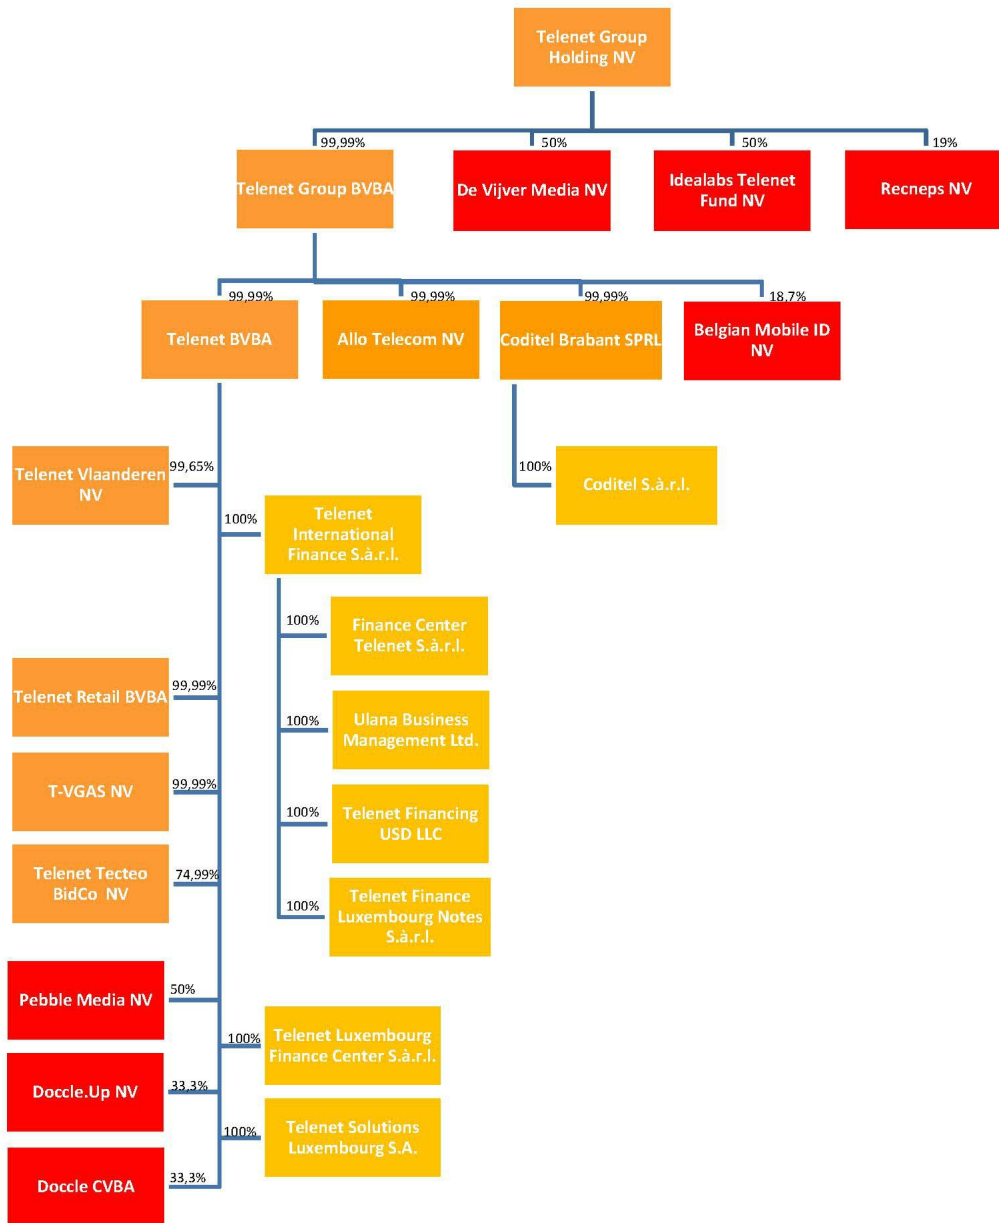 Telenet Group
Holding NV
99,99%
50%
50%
19%
Telenet Group BVBA
De Vijver Media NV
Idealabs Telenet
Fund NV
Recneps NV
99,99%
99,99%
99,99%
18,7%
Telenet BVBA
Allo Telecom NV
Coditel Brabant SPRL
Belgian Mobile ID
NV
Telenet Vlaanderen
NV
99,65%
100%
Coditel S.à.r.l.
100%
Telenet
International
Finance S.à.r.l.
100%
Finance Center
Telenet S.à.r.l.
Telenet Retail BVBA
99,99%
100%
Ulana Business
Management Ltd.
T-VGAS NV
99,99%
100%
Telenet Financing
USD LLC
Telenet Tecteo
BidCo NV
74,99%
100%
Telenet Finance
Luxembourg Notes
S.à.r.l.
Pebble Media NV
50%
100%
Telenet Luxembourg
Finance Center S.à.r.l.
Doccle.Up NV
33,3%
100%
Telenet Solutions
Luxembourg S.A.
Doccle CVBA
33,3%